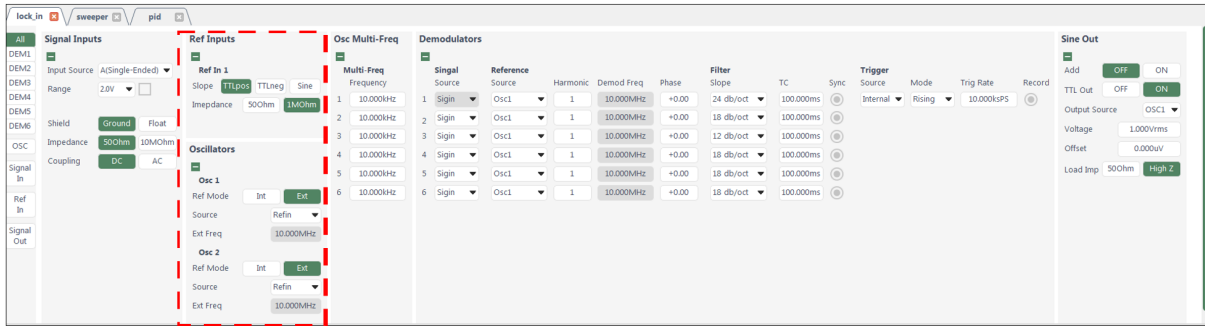 lock_in sweeper pid
All
DEM1
DEM2
DEM3
DEM4
DEM5
DEM6
OSC
Signal
In
Ref
In
Signal
Out
Signal Inputs
Input Source A(Single-Ended)
Range 2.0V
Shield Ground Float
Impedance 50Ohm 10MOhm
Coupling DC AC
Ref Inputs
Ref In 1
Slope TTLpos TTLneg Sine
Impedance 50Ohm 1MOhm
Oscillators
Osc 1
Ref Mode Int Ext
Source Refin
Ext Freq 10.000MHz
Osc 2
Ref Mode Int Ext
Source Refin
Ext Freq 10.000MHz
Osc Multi-Freq
Multi-Freq
Frequency
1 10.000kHz
2 10.000kHz
3 10.000kHz
4 10.000kHz
5 10.000kHz
6 10.000kHz
Demodulators
Singal Reference Filter Trigger
Source Source Harmonic Demod Freq Phase Slope TC Sync Source Mode Trig Rate Record
1 Sigin Osc1 1 10.000MHz +0.00 24 db/oct 100.000ms Internal Rising 10.000ksPS
2 Sigin Osc1 1 10.000MHz +0.00 18 db/oct 100.000ms
3 Sigin Osc1 1 10.000MHz +0.00 12 db/oct 100.000ms
4 Sigin Osc1 1 10.000MHz +0.00 18 db/oct 100.000ms
5 Sigin Osc1 1 10.000MHz +0.00 18 db/oct 100.000ms
6 Sigin Osc1 1 10.000MHz +0.00 18 db/oct 100.000ms
Sine Out
Add OFF ON
TTL Out OFF ON
Output Source OSC1
Voltage 1.000Vrms
Offset 0.000uV
Load Imp 50Ohm High Z